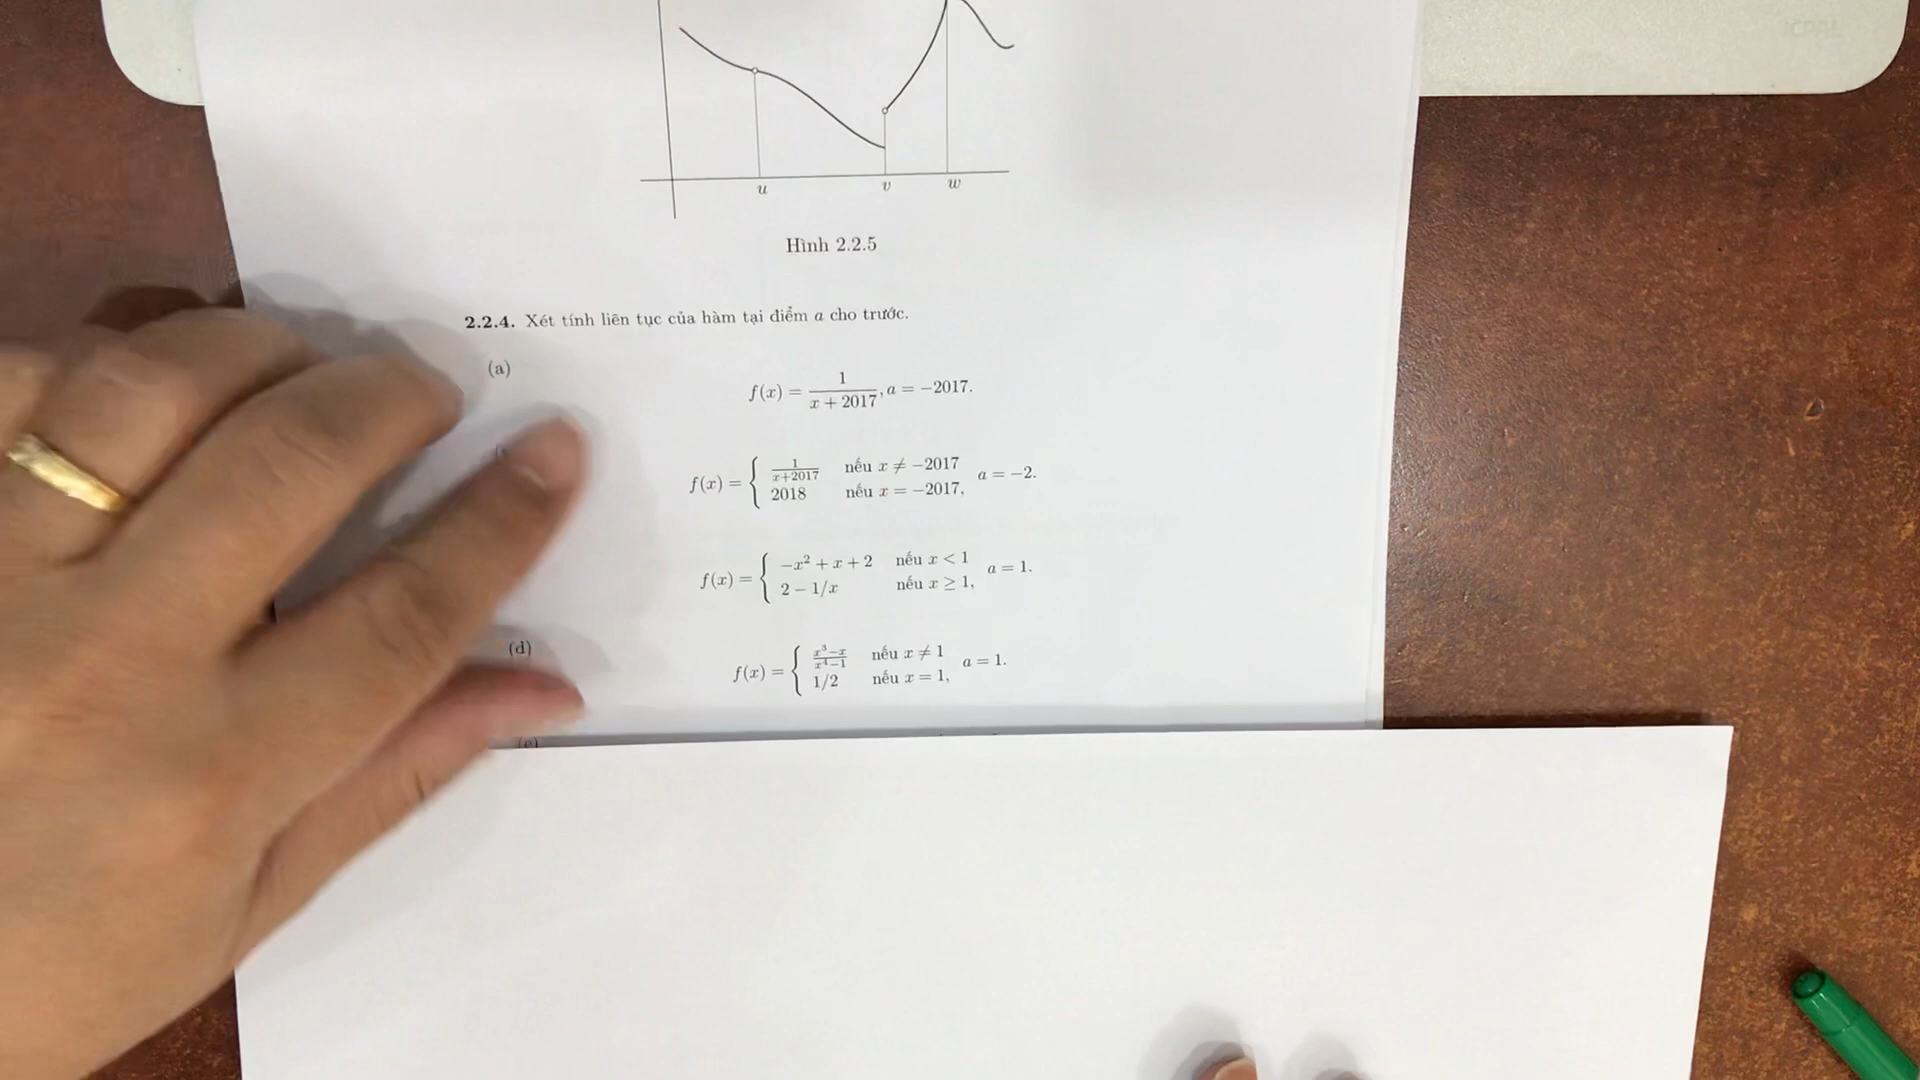 u v w
Hình 2.2.5
2.2.4. Xét tính liên tục của hàm tại điểm a cho trước.
(a)
f(x) = 1/(x + 2017), a = −2017.
f(x) = { 1/(x+2017) nếu x ≠ −2017
2018 nếu x = −2017, a = −2.
f(x) = { −x² + x + 2 nếu x < 1
2 − 1/x nếu x ≥ 1, a = 1.
(d)
f(x) = { (x³−x)/(x⁴−1) nếu x ≠ 1
1/2 nếu x = 1, a = 1.
(e)